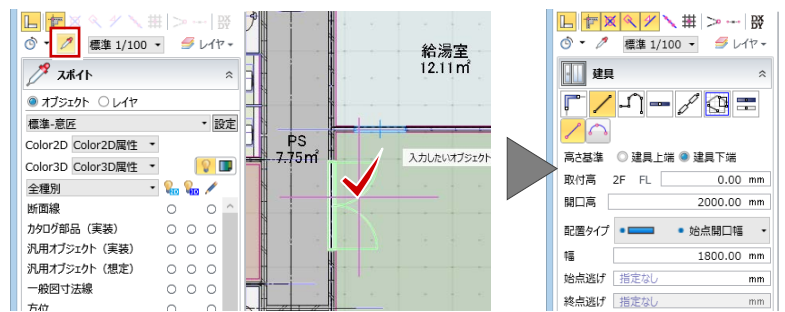 標準 1/100
レイヤ
スポイト
オブジェクト レイヤ
標準-意匠 設定
Color2D Color2D属性
Color3D Color3D属性
全種別
断面線
カタログ部品（実装）
汎用オブジェクト（実装）
汎用オブジェクト（想定）
一般図寸法線
方位
給湯室
12.11㎡
PS
7.75㎡
入力したいオブジェクト
標準 1/100
レイヤ
建具
高さ基準 建具上端 建具下端
取付高 2F FL 0.00 mm
開口高 2000.00 mm
配置タイプ 始点開口幅
幅 1800.00 mm
始点逃げ 指定なし mm
終点逃げ 指定なし mm